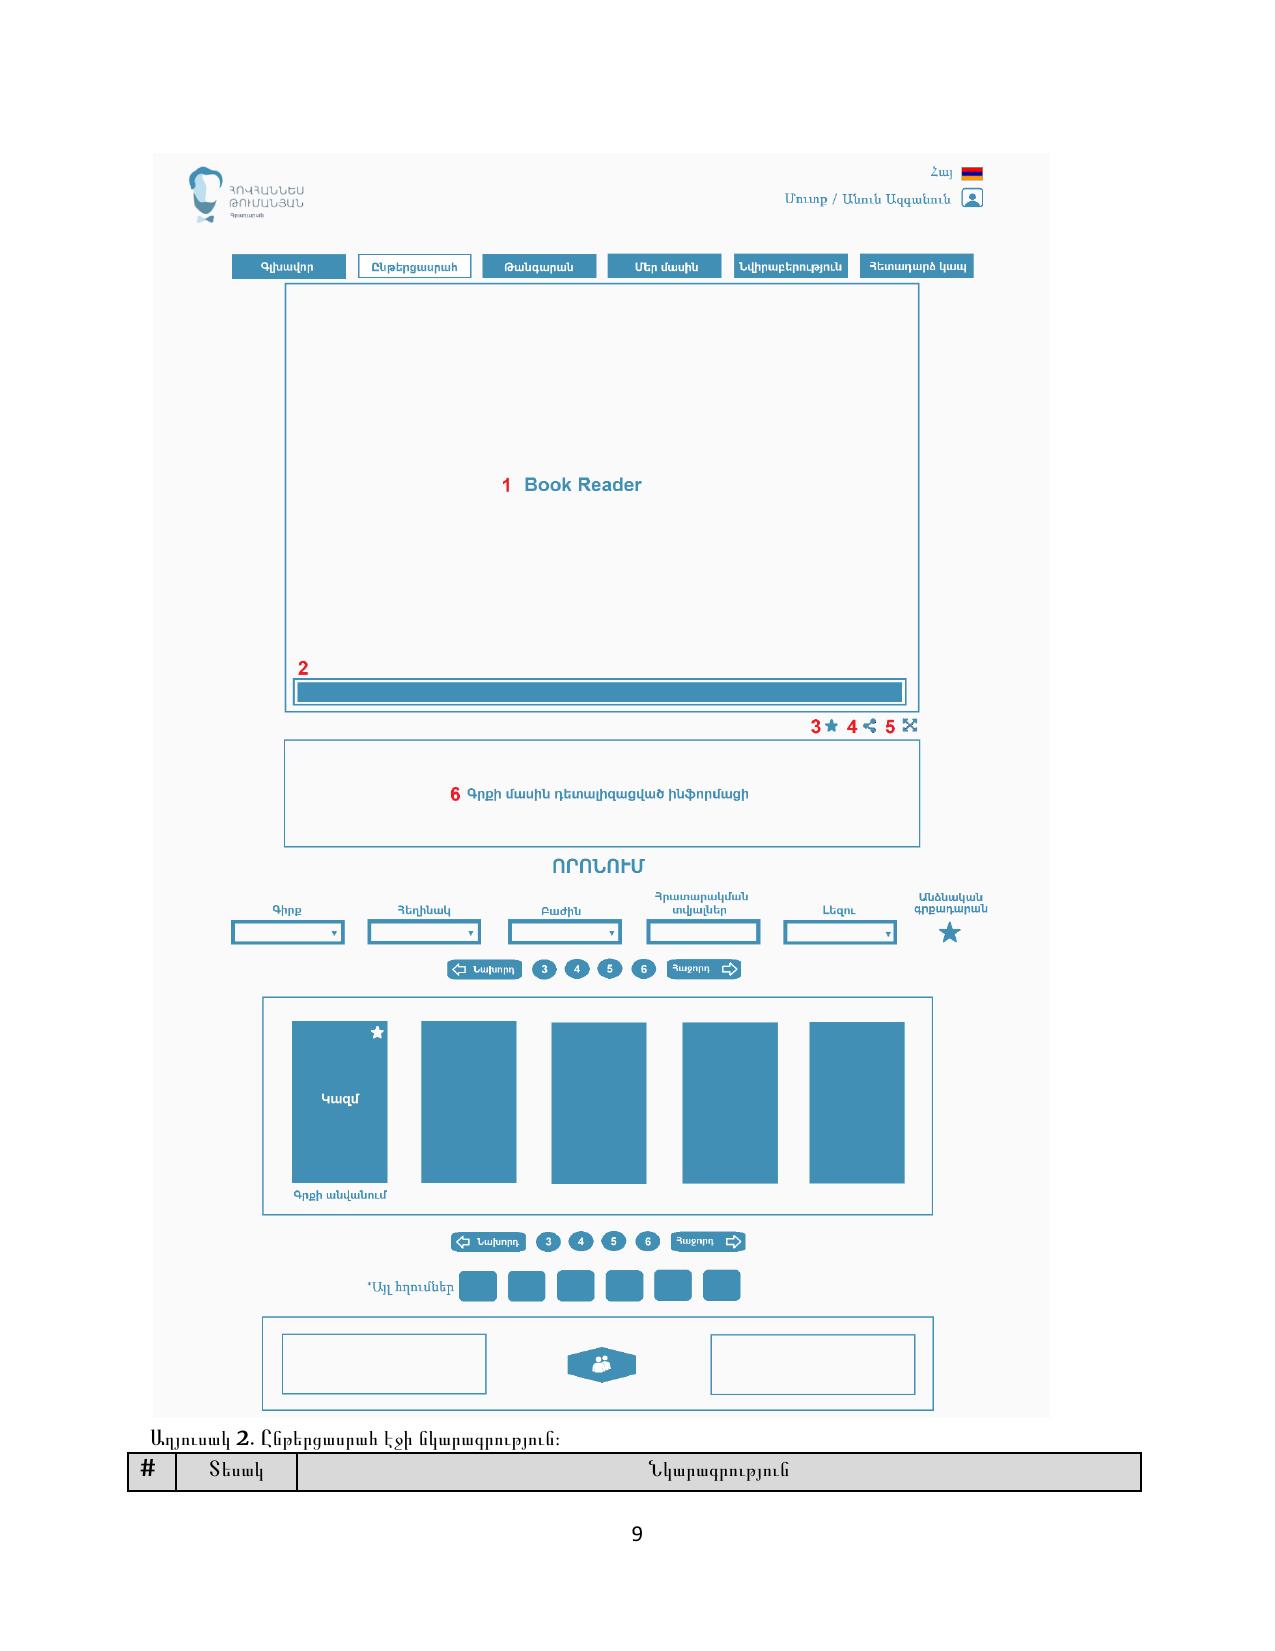 Հայ
ՀՈՎՀԱՆՆԵՍ
ԹՈՒՄԱՆՅԱՆ
Գրադարան
Մուտք / Անուն Ազգանուն
Գլխավոր Ընթերցասրահ Թանգարան Մեր մասին Նվիրաբերություն Հետադարձ կապ
1 Book Reader
2
3 4 5
6 Գրքի մասին դետալիզացված ինֆորմացի
ՈՐՈՆՈՒՄ
Գիրք Հեղինակ Բաժին Հրատարակման տվյալներ Լեզու Անձնական գրքադարան
Նախորդ 3 4 5 6 Հաջորդ
Կազմ
Գրքի անվանում
Նախորդ 3 4 5 6 Հաջորդ
՝Այլ հղումներ
Աղյուսակ 2. Ընթերցասրահ էջի նկարագրություն։
# Տեսակ Նկարագրություն
9